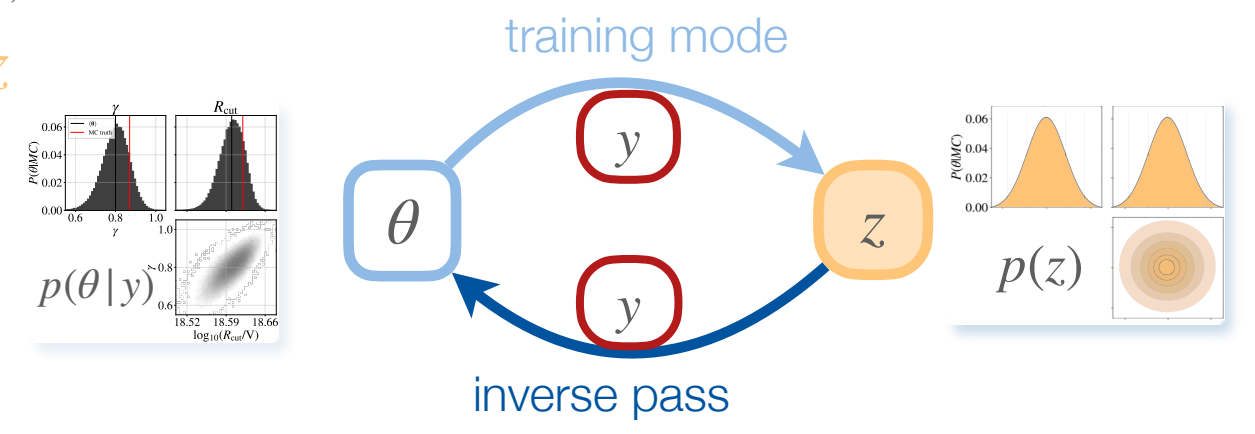 training mode
z
γ
R_cut
⟨θ⟩
MC truth
P(θ|MC)
0.06
0.04
0.02
0.00
0.6 0.8 1.0
γ
1.0
0.8
0.6
γ
18.52 18.59 18.66
log₁₀(R_cut/V)
p(θ|y)
θ
y
y
z
P(θ|MC)
0.06
0.04
0.02
0.00
p(z)
inverse pass